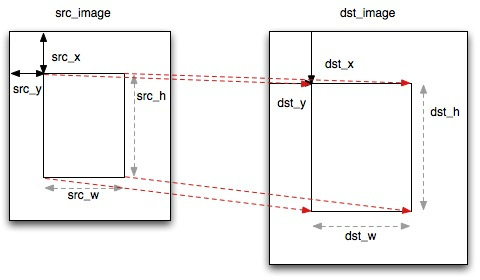 src_image
dst_image
src_x
dst_x
src_y
src_h
dst_y
dst_h
src_w
dst_w